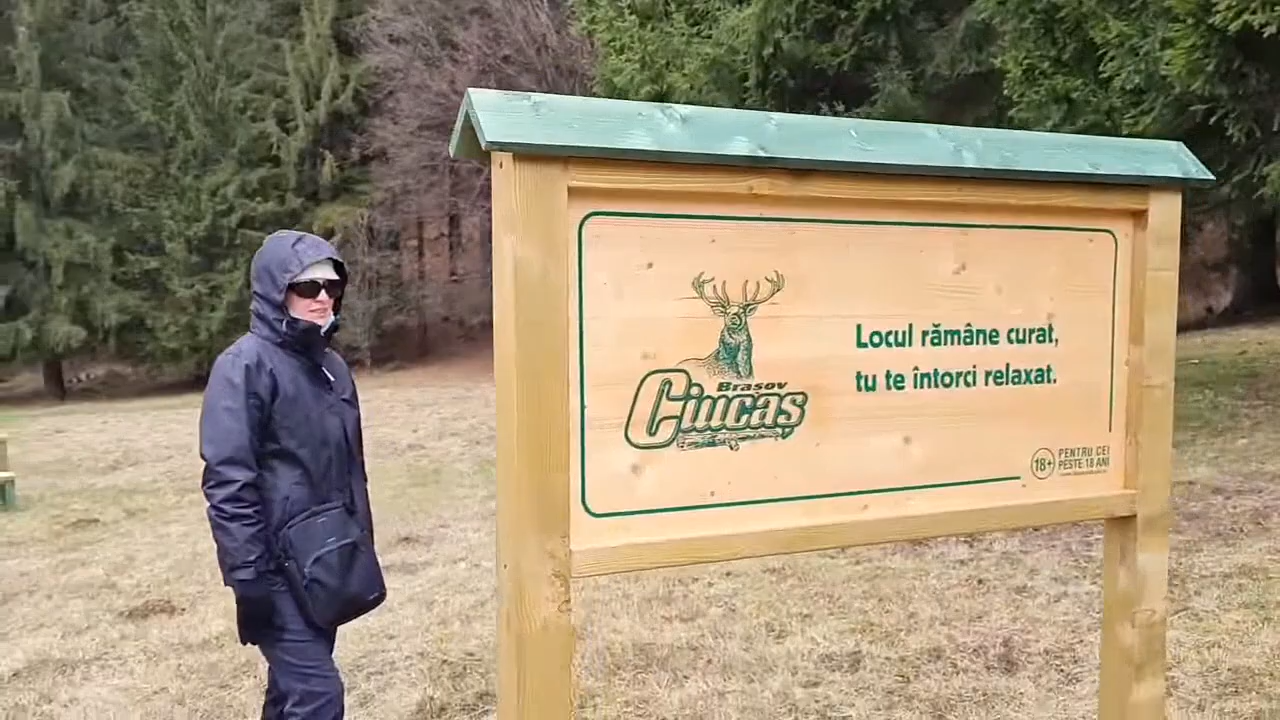 Brașov
Ciucaș
Locul rămâne curat,
tu te întorci relaxat.
18+
PENTRU CEI
PESTE 18 ANI